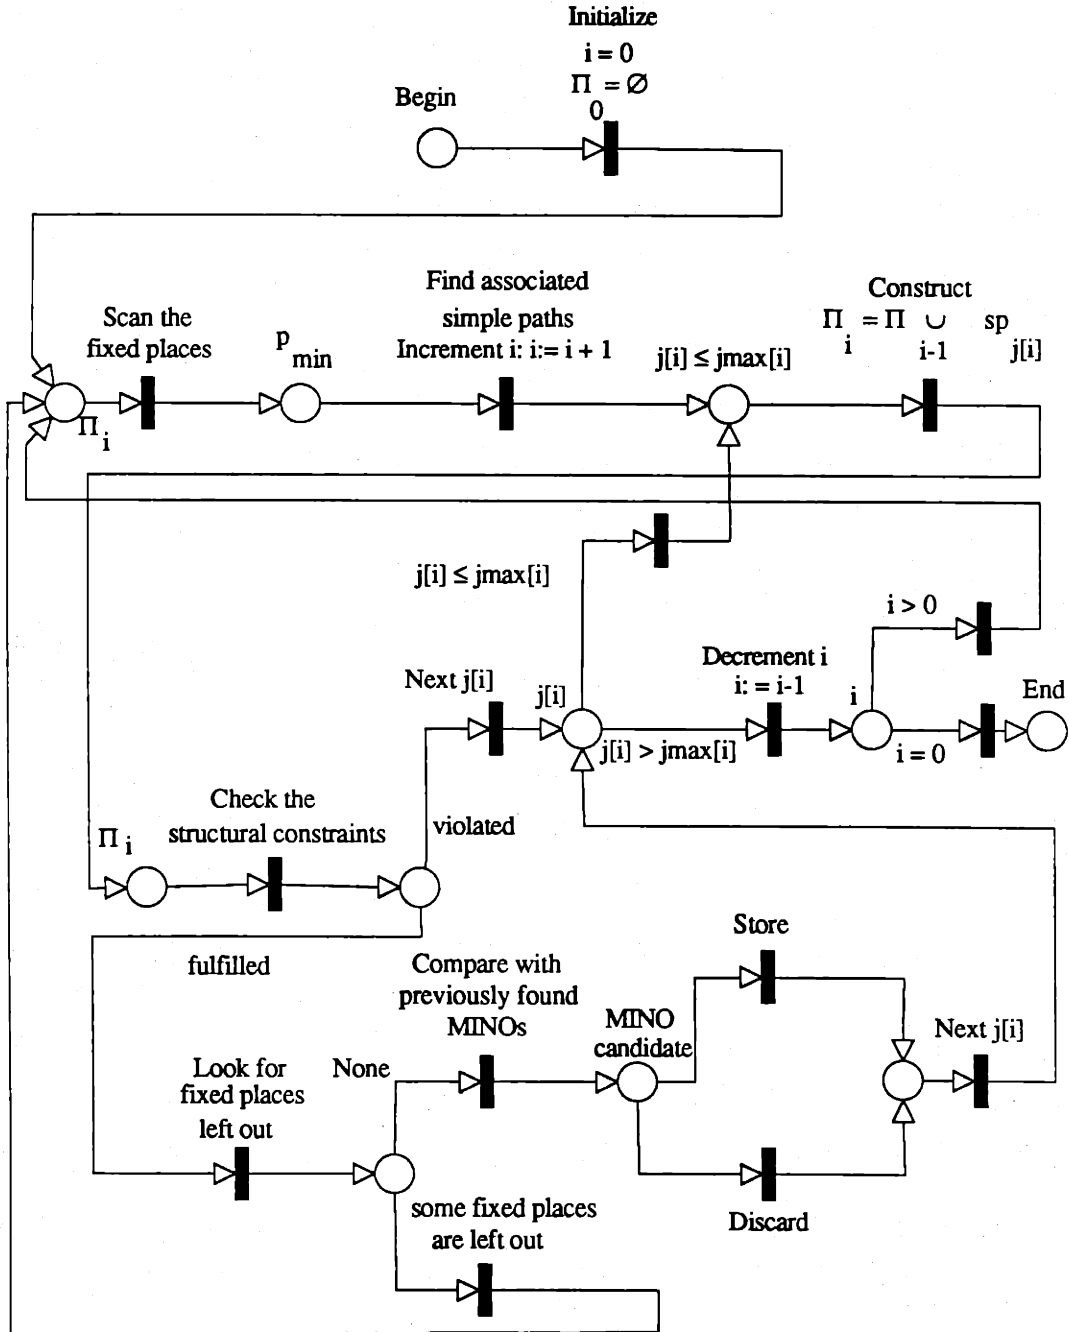 Initialize
i = 0
Π = Ø
0
Begin
Find associated
simple paths
Increment i: i:= i + 1
Construct
Π = Π ∪ sp
i i-1 j[i]
Scan the
fixed places
p
min
j[i] ≤ jmax[i]
Π i
j[i] ≤ jmax[i]
i > 0
Decrement i
i: = i-1
Next j[i]
j[i]
i
End
j[i] > jmax[i]
i = 0
Check the
structural constraints
violated
Π i
Store
fulfilled
Compare with
previously found
MINOs
MINO
candidate
Next j[i]
Look for
fixed places
left out
None
some fixed places
are left out
Discard